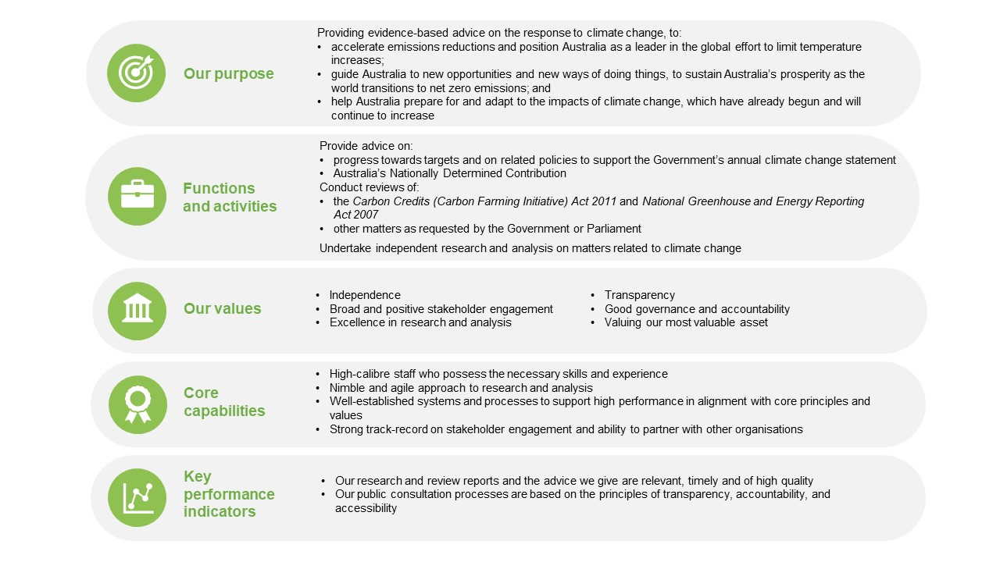 Our purpose
Providing evidence-based advice on the response to climate change, to:
• accelerate emissions reductions and position Australia as a leader in the global effort to limit temperature
increases;
• guide Australia to new opportunities and new ways of doing things, to sustain Australia's prosperity as the
world transitions to net zero emissions; and
• help Australia prepare for and adapt to the impacts of climate change, which have already begun and will
continue to increase
Functions
and activities
Provide advice on:
• progress towards targets and on related policies to support the Government's annual climate change statement
• Australia's Nationally Determined Contribution
Conduct reviews of:
• the Carbon Credits (Carbon Farming Initiative) Act 2011 and National Greenhouse and Energy Reporting
Act 2007
• other matters as requested by the Government or Parliament
Undertake independent research and analysis on matters related to climate change
Our values
• Independence
• Broad and positive stakeholder engagement
• Excellence in research and analysis
• Transparency
• Good governance and accountability
• Valuing our most valuable asset
Core
capabilities
• High-calibre staff who possess the necessary skills and experience
• Nimble and agile approach to research and analysis
• Well-established systems and processes to support high performance in alignment with core principles and
values
• Strong track-record on stakeholder engagement and ability to partner with other organisations
Key
performance
indicators
• Our research and review reports and the advice we give are relevant, timely and of high quality
• Our public consultation processes are based on the principles of transparency, accountability, and
accessibility